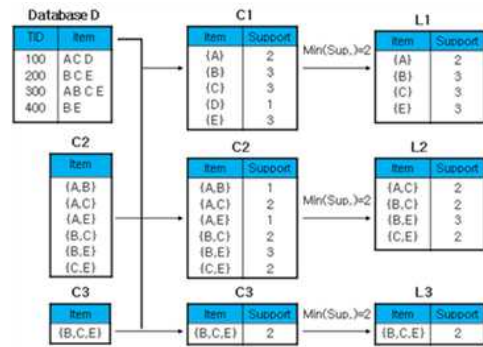 Database D
TID Item
100 A C D
200 B C E
300 A B C E
400 B E
C1
Item Support
{A} 2
{B} 3
{C} 3
{D} 1
{E} 3
Min(Sup.)=2
L1
Item Support
{A} 2
{B} 3
{C} 3
{E} 3
C2
Item
{A,B}
{A,C}
{A,E}
{B,C}
{B,E}
{C,E}
C2
Item Support
{A,B} 1
{A,C} 2
{A,E} 1
{B,C} 2
{B,E} 3
{C,E} 2
Min(Sup.)=2
L2
Item Support
{A,C} 2
{B,C} 2
{B,E} 3
{C,E} 2
C3
Item
{B,C,E}
C3
Item Support
{B,C,E} 2
Min(Sup.)=2
L3
Item Support
{B,C,E} 2